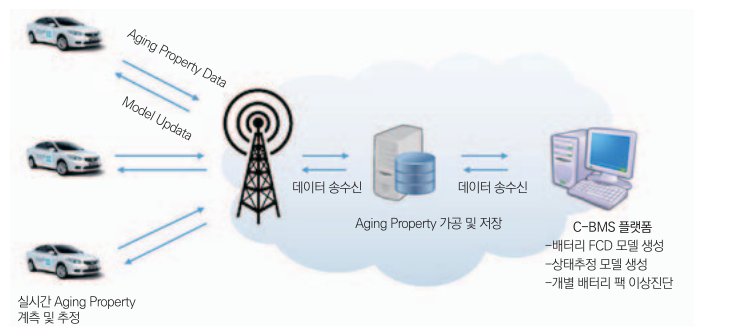 Aging Property Data
Model Updata
데이터 송수신
데이터 송수신
Aging Property 가공 및 저장
C-BMS 플랫폼
-배터리 FCD 모델 생성
-상태추정 모델 생성
-개별 배터리 팩 이상진단
실시간 Aging Property
계측 및 추정